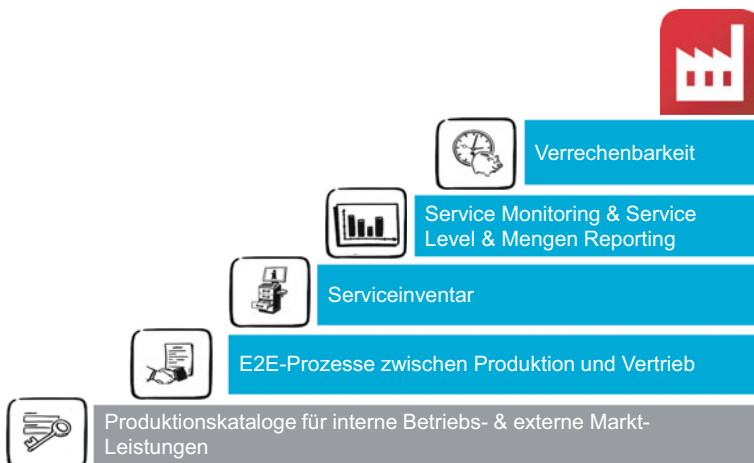 Verrechenbarkeit
Service Monitoring & Service
Level & Mengen Reporting
Serviceinventar
E2E-Prozesse zwischen Produktion und Vertrieb
Produktionskataloge für interne Betriebs- & externe Markt-
Leistungen